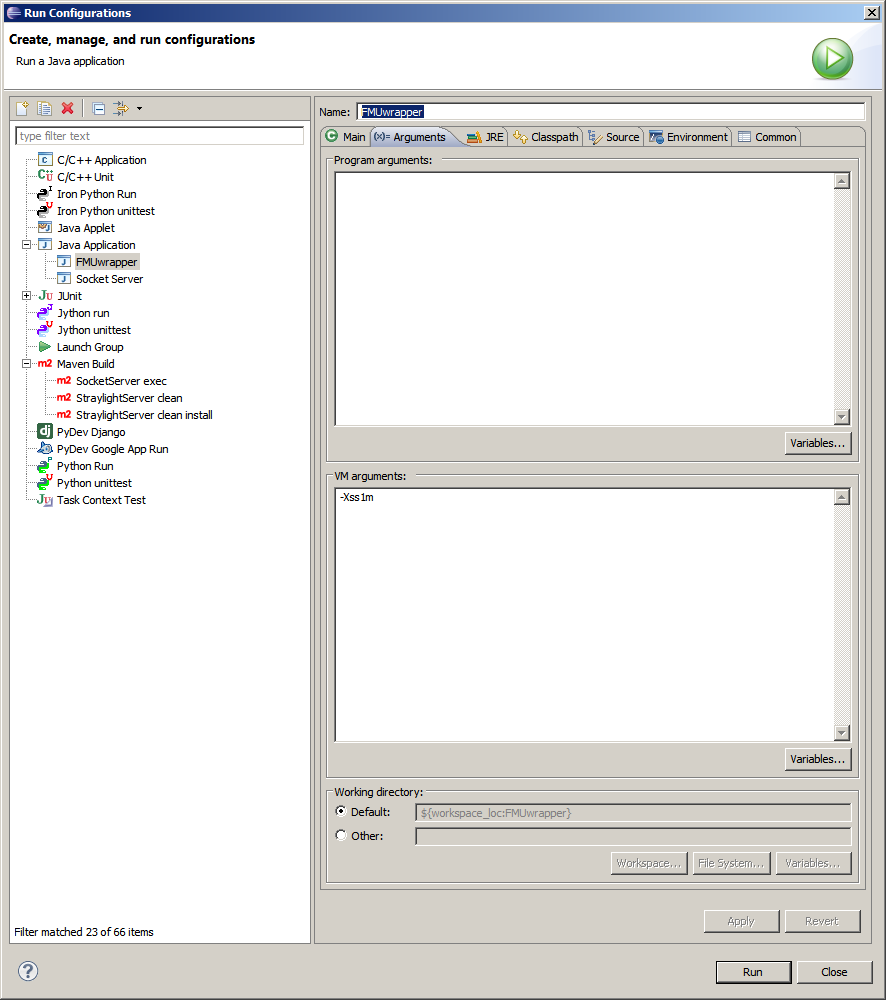 Run Configurations
Create, manage, and run configurations
Run a Java application
type filter text
C/C++ Application
C/C++ Unit
Iron Python Run
Iron Python unittest
Java Applet
Java Application
FMUwrapper
Socket Server
JUnit
Jython run
Jython unittest
Launch Group
Maven Build
m2 SocketServer exec
m2 StraylightServer clean
m2 StraylightServer clean install
PyDev Django
PyDev Google App Run
Python Run
Python unittest
Task Context Test
Filter matched 23 of 66 items
Name: FMUwrapper
Main (x)= Arguments JRE Classpath Source Environment Common
Program arguments:
Variables...
VM arguments:
-Xss1m
Variables...
Working directory:
Default: ${workspace_loc:FMUwrapper}
Other:
Workspace... File System... Variables...
Apply Revert
? Run Close